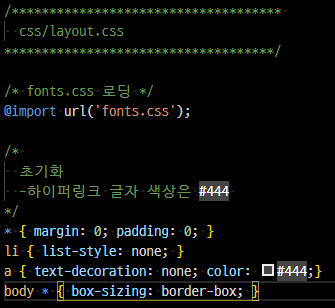 /***********************************
css/layout.css
***********************************/
/* fonts.css 로딩 */
@import url('fonts.css');
/*
초기화
-하이퍼링크 글자 색상은 #444
*/
* { margin: 0; padding: 0; }
li { list-style: none; }
a { text-decoration: none; color: #444;}
body * { box-sizing: border-box; }